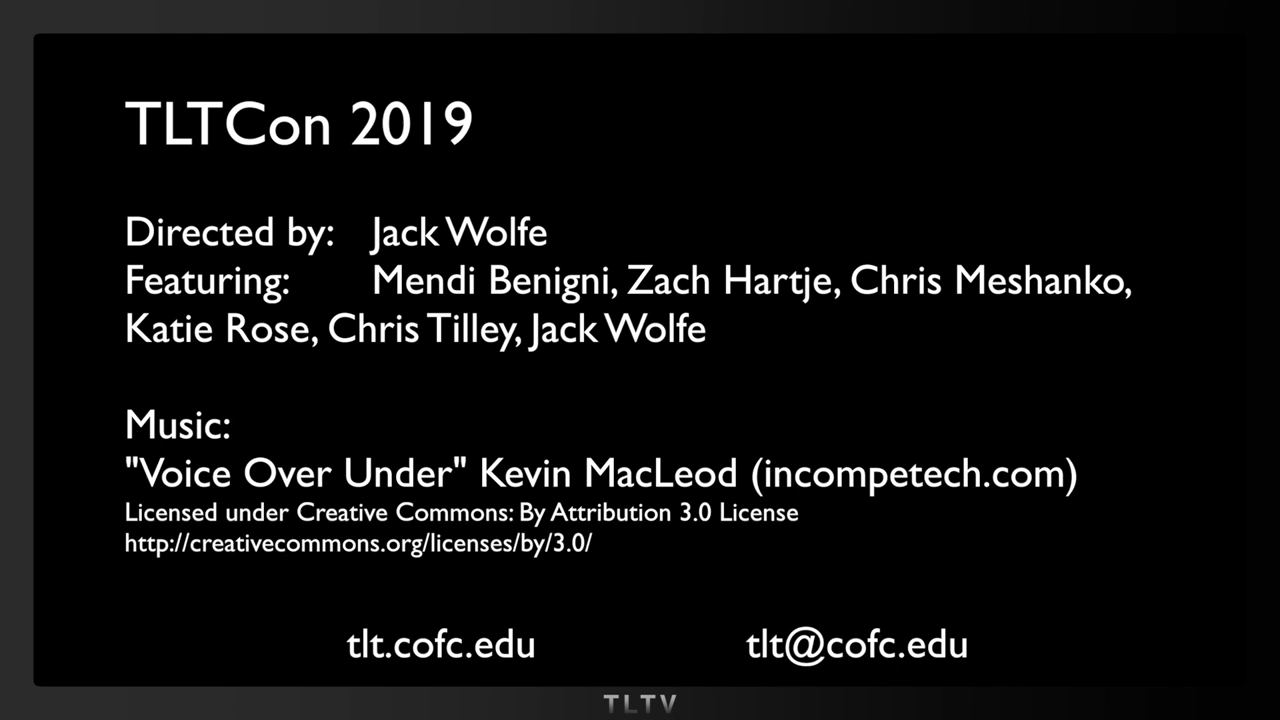 TLTCon 2019
Directed by: Jack Wolfe
Featuring: Mendi Benigni, Zach Hartje, Chris Meshanko,
Katie Rose, Chris Tilley, Jack Wolfe
Music:
"Voice Over Under" Kevin MacLeod (incompetech.com)
Licensed under Creative Commons: By Attribution 3.0 License
http://creativecommons.org/licenses/by/3.0/
tlt.cofc.edu tlt@cofc.edu
TLTV